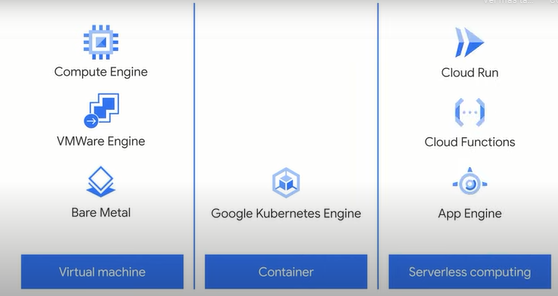 Compute Engine
VMWare Engine
Bare Metal
Virtual machine
Google Kubernetes Engine
Container
Cloud Run
Cloud Functions
App Engine
Serverless computing